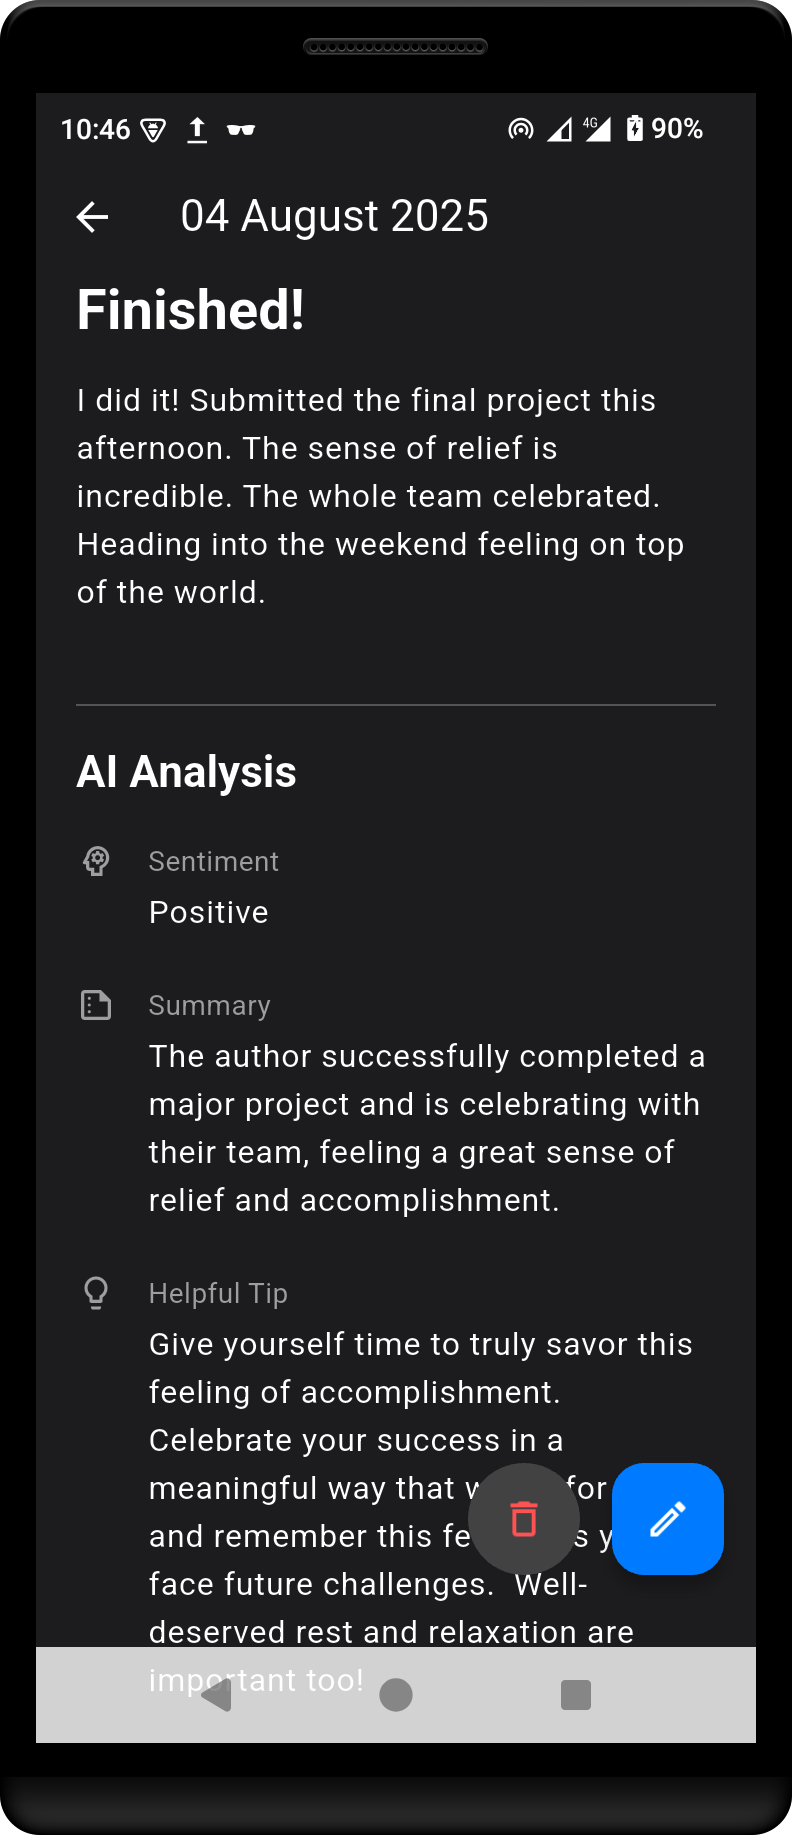 10:46
4G
90%
04 August 2025
Finished!
I did it! Submitted the final project this
afternoon. The sense of relief is
incredible. The whole team celebrated.
Heading into the weekend feeling on top
of the world.
AI Analysis
Sentiment
Positive
Summary
The author successfully completed a
major project and is celebrating with
their team, feeling a great sense of
relief and accomplishment.
Helpful Tip
Give yourself time to truly savor this
feeling of accomplishment.
Celebrate your success in a
meaningful way that for
and remember this
face future challenges.  Well-
deserved rest and relaxation are
important too!